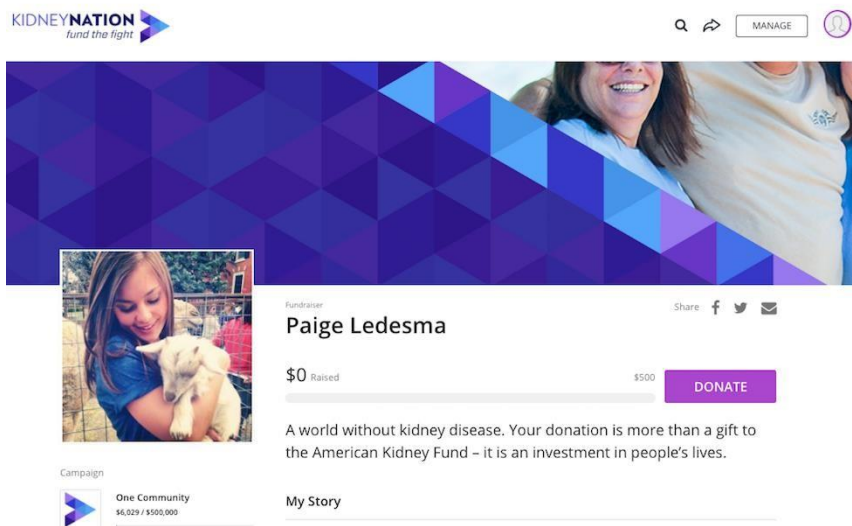 KIDNEYNATION
fund the fight
MANAGE
Fundraiser
Paige Ledesma
Share
$0 Raised
$500
DONATE
A world without kidney disease. Your donation is more than a gift to
the American Kidney Fund – it is an investment in people's lives.
Campaign
One Community
$6,029 / $500,000
My Story